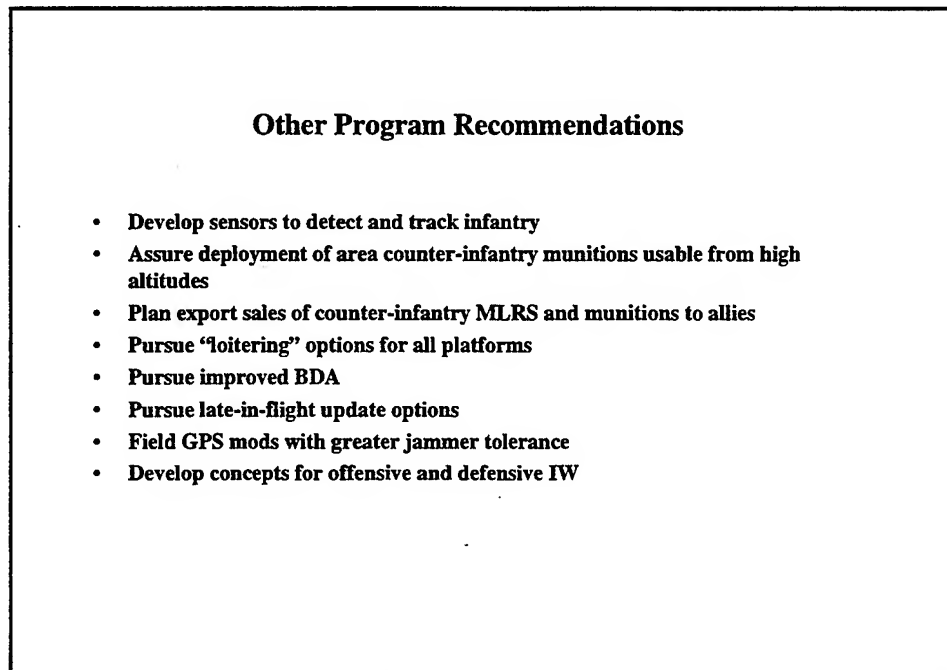 Other Program Recommendations
• Develop sensors to detect and track infantry
• Assure deployment of area counter-infantry munitions usable from high
altitudes
• Plan export sales of counter-infantry MLRS and munitions to allies
• Pursue “loitering” options for all platforms
• Pursue improved BDA
• Pursue late-in-flight update options
• Field GPS mods with greater jammer tolerance
• Develop concepts for offensive and defensive IW